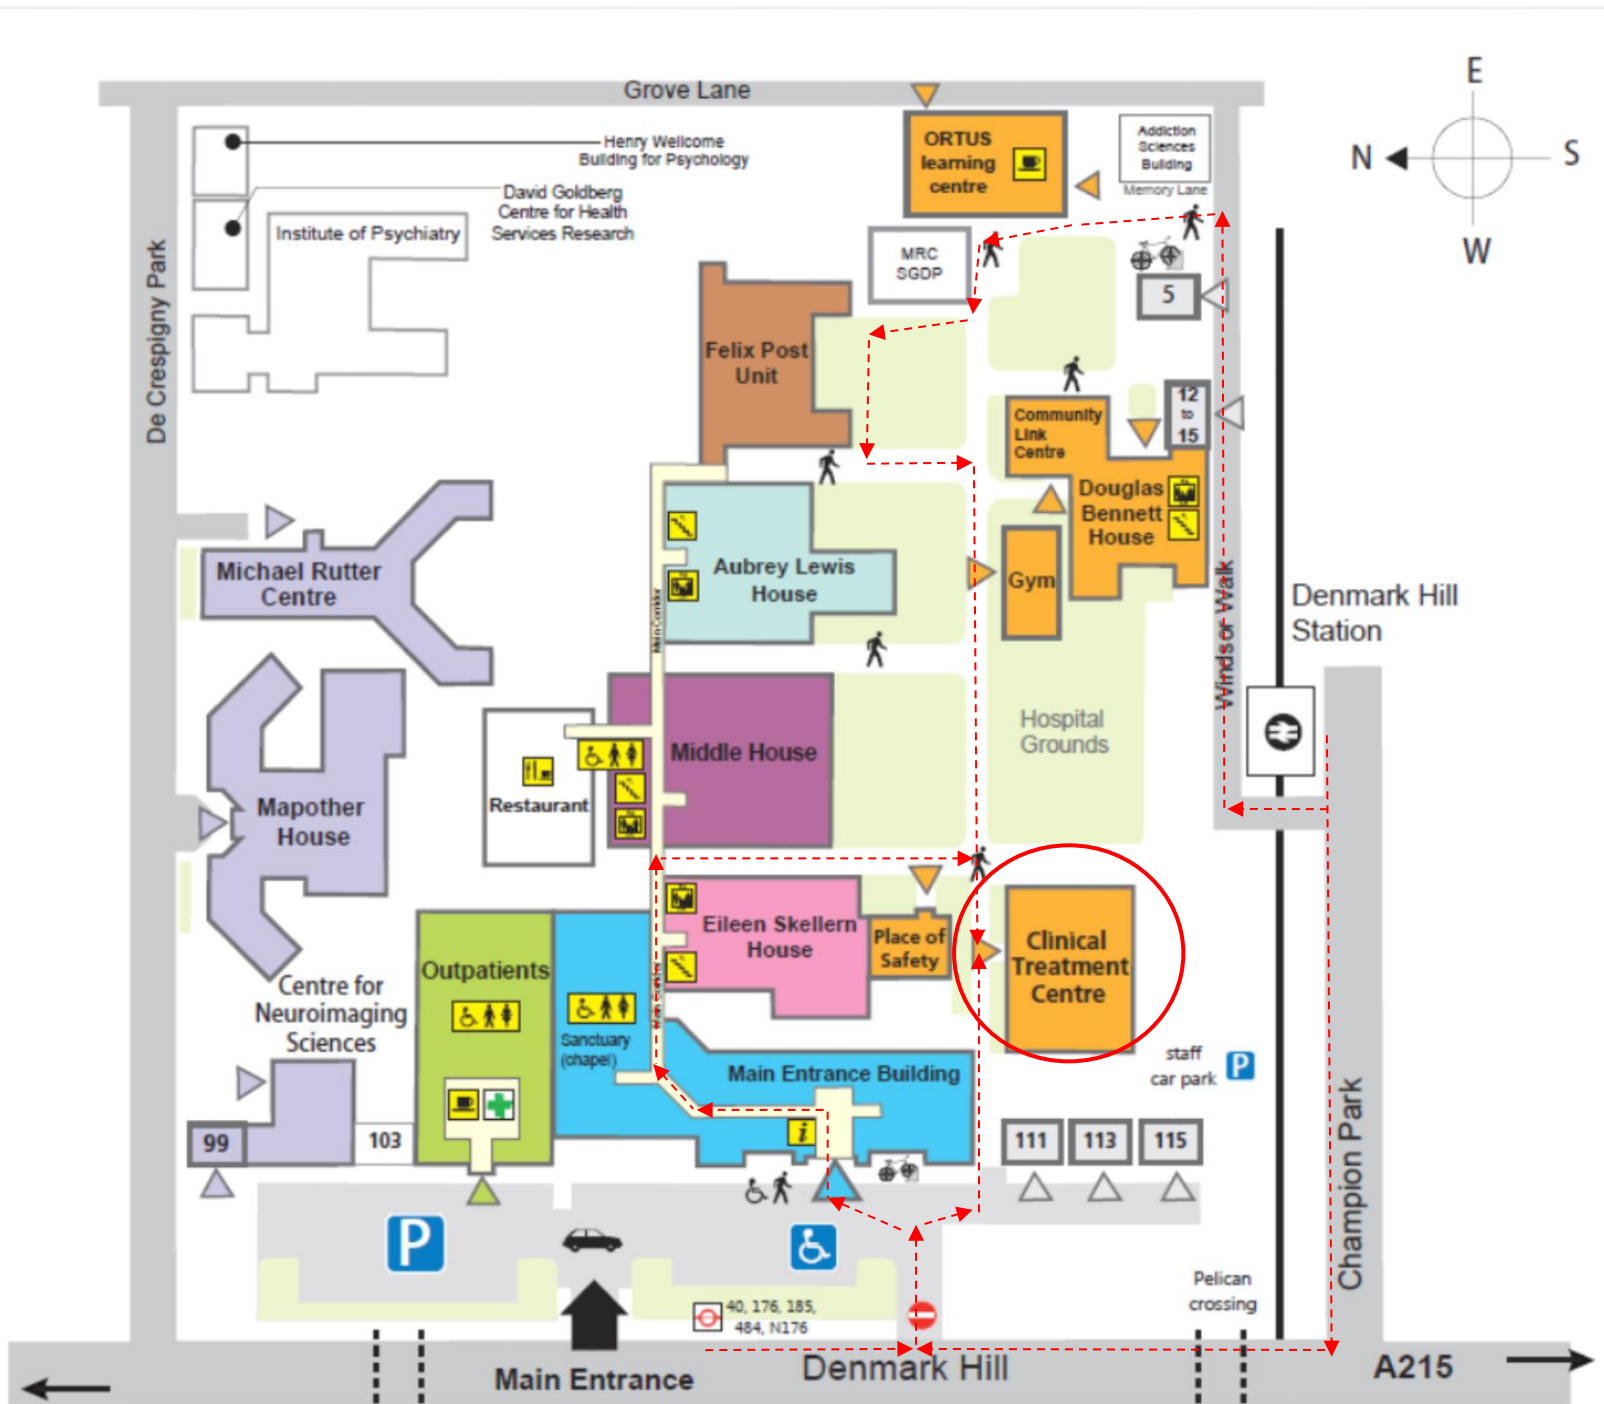 Grove Lane
E
N
S
W
Henry Wellcome
Building for Psychology
David Goldberg
Centre for Health
Services Research
Institute of Psychiatry
De Crespigny Park
ORTUS
learning
centre
Addiction
Sciences
Building
Memory Lane
MRC
SGDP
5
Felix Post
Unit
12
to
15
Community
Link
Centre
Douglas
Bennett
House
Gym
Windsor Walk
Denmark Hill
Station
Michael Rutter
Centre
Aubrey Lewis
House
Main Corridor
Hospital
Grounds
Middle House
Restaurant
Mapother
House
Eileen Skellern
House
Place of
Safety
Clinical
Treatment
Centre
Outpatients
Sanctuary
(chapel)
Centre for
Neuroimaging
Sciences
Main Entrance Building
i
staff
car park
P
99
103
111
113
115
Champion Park
P
Pelican
crossing
40, 176, 185,
484, N176
Main Entrance
Denmark Hill
A215